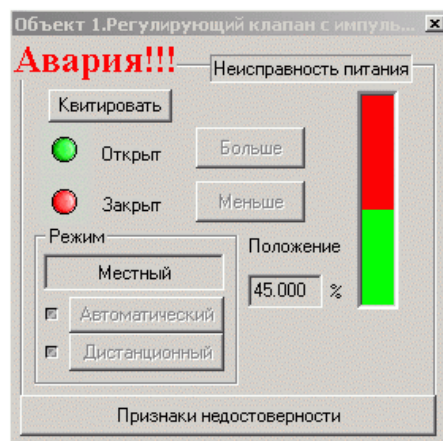 Объект 1.Регулирующий клапан с импуль...
Авария!!!
Неисправность питания
Квитировать
Открыт
Больше
Закрыт
Меньше
Режим
Местный
Положение
45.000 %
Автоматический
Дистанционный
Признаки недостоверности